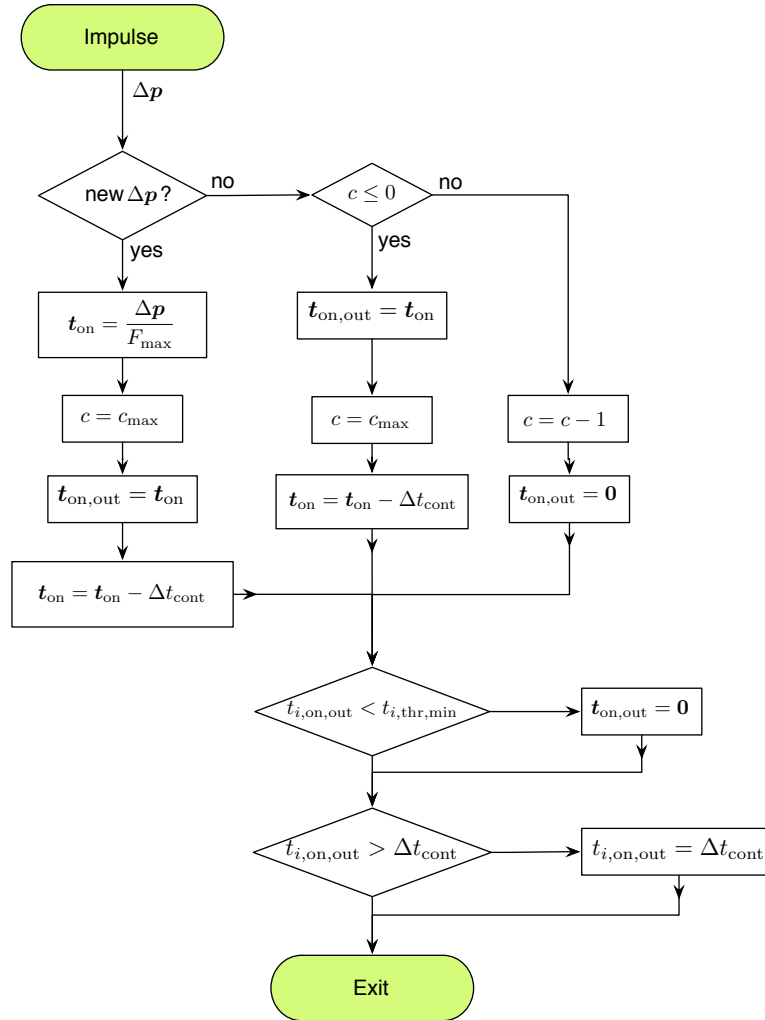 Impulse
Δp
new Δp ?
no
c ≤ 0
no
yes
yes
t_on = Δp / F_max
t_on,out = t_on
c = c_max
c = c_max
c = c − 1
t_on,out = t_on
t_on = t_on − Δt_cont
t_on,out = 0
t_on = t_on − Δt_cont
t_i,on,out < t_i,thr,min
t_on,out = 0
t_i,on,out > Δt_cont
t_i,on,out = Δt_cont
Exit